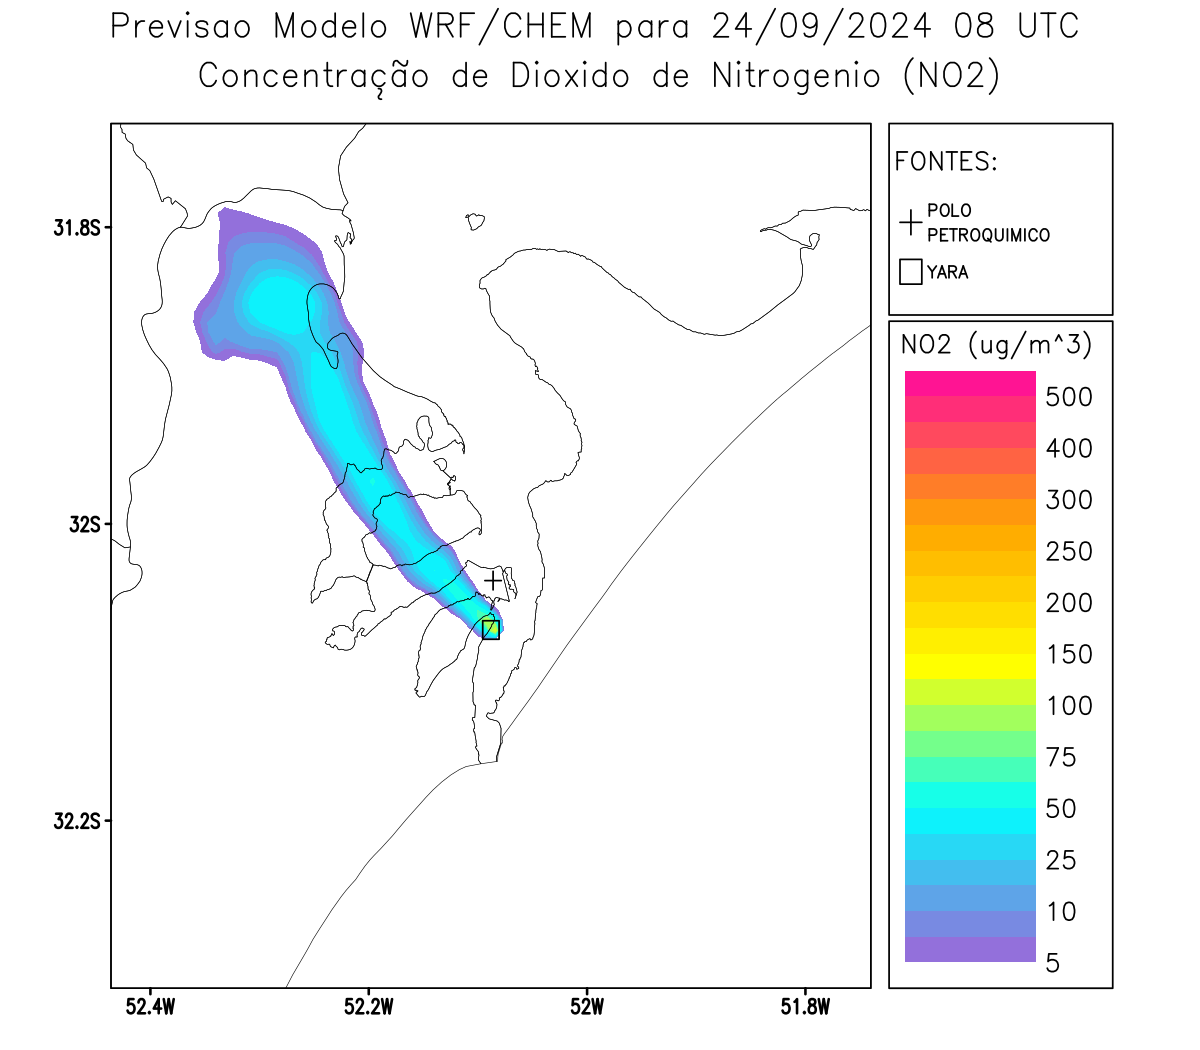 Previsao Modelo WRF/CHEM para 24/09/2024 08 UTC
Concentração de Dioxido de Nitrogenio (NO2)
FONTES:
POLO
PETROQUIMICO
YARA
NO2 (ug/m^3)
500
400
300
250
200
150
100
75
50
25
10
5
31.8S
32S
32.2S
52.4W
52.2W
52W
51.8W